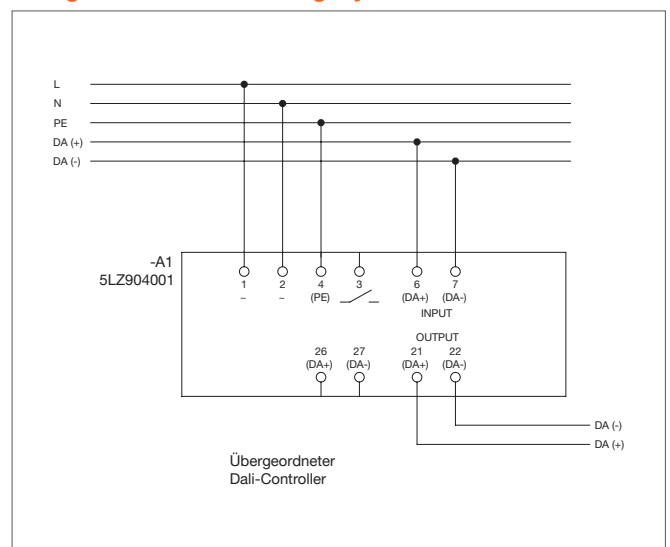 L
N
PE
DA (+)
DA (-)
-A1
5LZ904001
1 2 4 3 6 7
~ ~ (PE) (DA+) (DA-)
INPUT
OUTPUT
26 27 21 22
(DA+) (DA-) (DA+) (DA-)
DA (-)
DA (+)
Übergeordneter
Dali-Controller